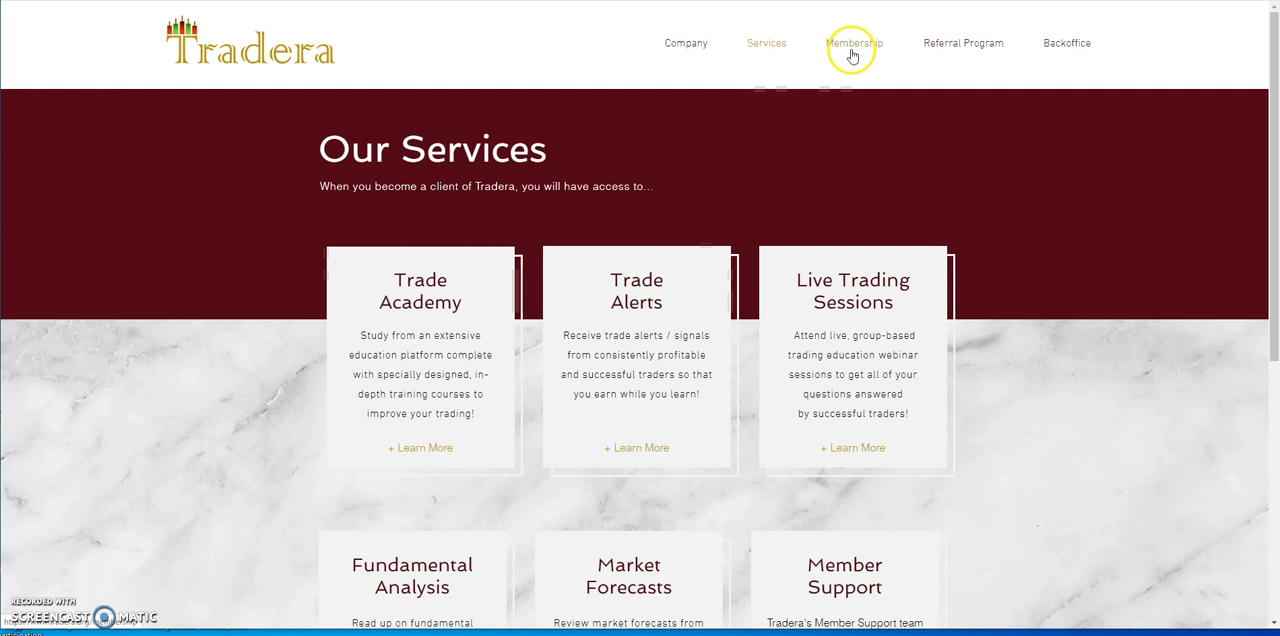 Tradera
Company Services Membership Referral Program Backoffice
Our Services
When you become a client of Tradera, you will have access to...
Trade
Academy
Study from an extensive
education platform complete
with specially designed, in-
depth training courses to
improve your trading!
+ Learn More
Trade
Alerts
Receive trade alerts / signals
from consistently profitable
and successful traders so that
you earn while you learn!
+ Learn More
Live Trading
Sessions
Attend live, group-based
trading education webinar
sessions to get all of your
questions answered
by successful traders!
+ Learn More
Fundamental
Analysis
Read up on fundamental
Market
Forecasts
Review market forecasts from
Member
Support
Tradera's Member Support team
RECORDED WITH
SCREENCAST MATIC